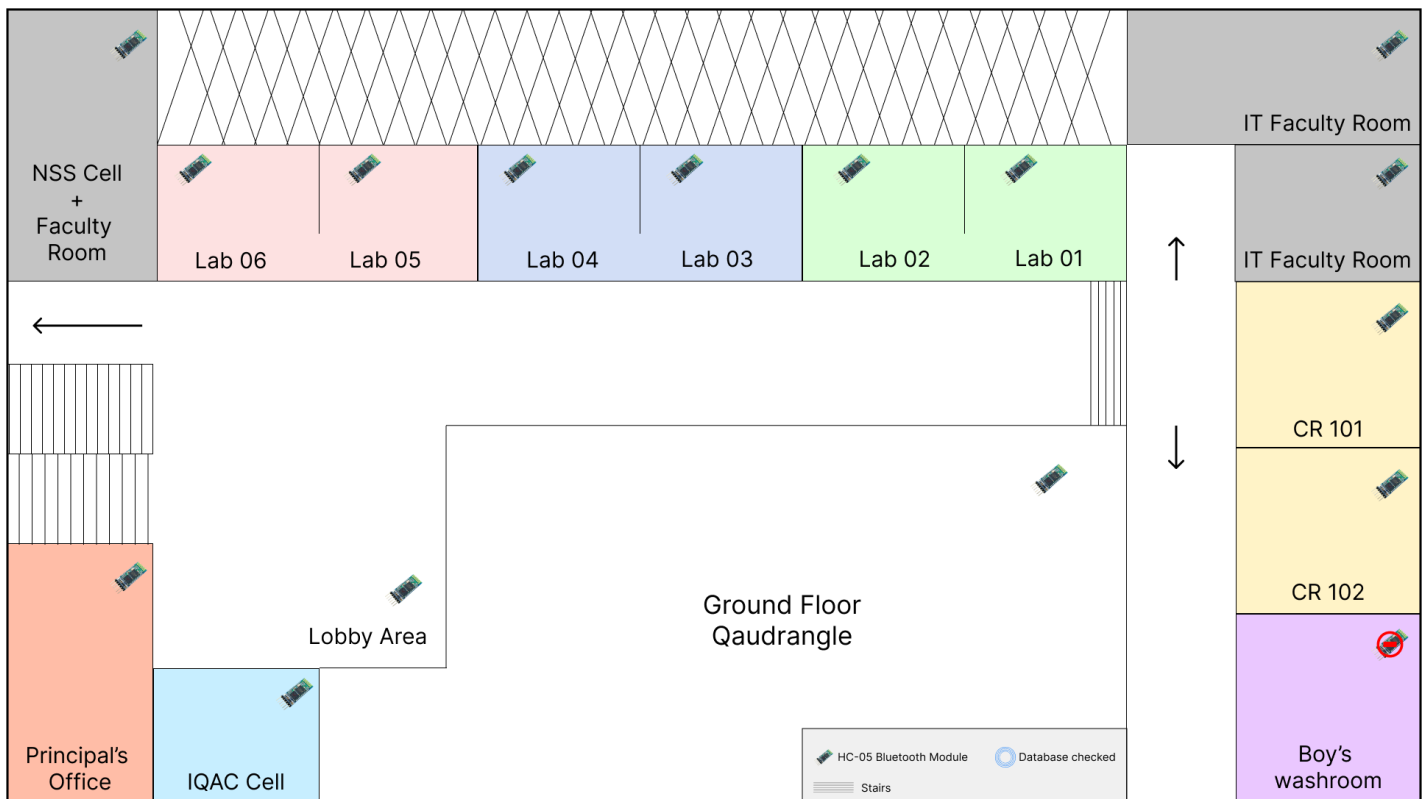 IT Faculty Room
NSS Cell
+
Faculty
Room
Lab 06
Lab 05
Lab 04
Lab 03
Lab 02
Lab 01
IT Faculty Room
CR 101
CR 102
Ground Floor
Qaudrangle
Lobby Area
Principal's
Office
IQAC Cell
HC-05 Bluetooth Module
Database checked
Stairs
Boy's
washroom